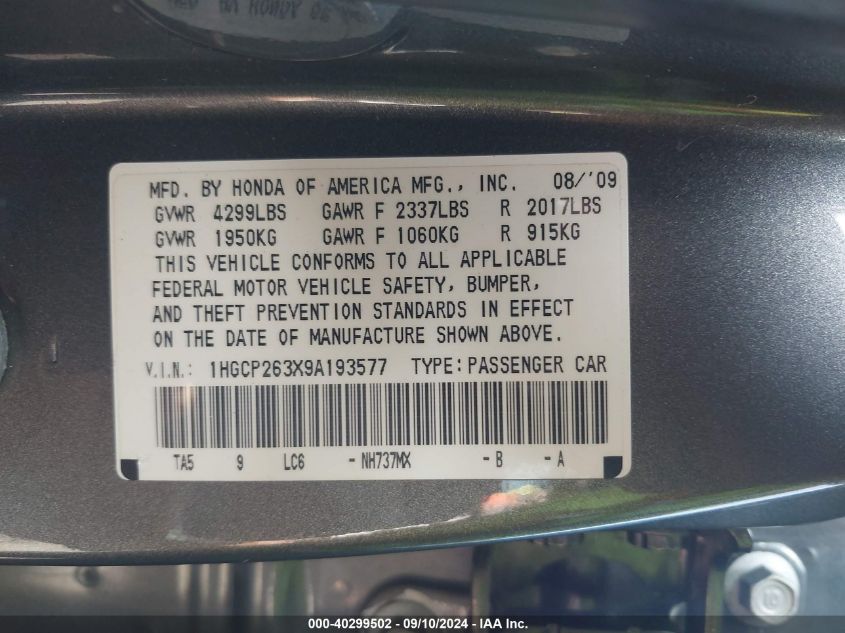 HONDA OF
MFD. BY HONDA OF AMERICA MFG., INC. 08/'09
GVWR 4299LBS GAWR F 2337LBS R 2017LBS
GVWR 1950KG GAWR F 1060KG R 915KG
THIS VEHICLE CONFORMS TO ALL APPLICABLE
FEDERAL MOTOR VEHICLE SAFETY, BUMPER,
AND THEFT PREVENTION STANDARDS IN EFFECT
ON THE DATE OF MANUFACTURE SHOWN ABOVE.
V.I.N.: 1HGCP263X9A193577 TYPE: PASSENGER CAR
TA5 9 LC6 - NH737MX - B - A
000-40299502 - 09/10/2024 - IAA Inc.